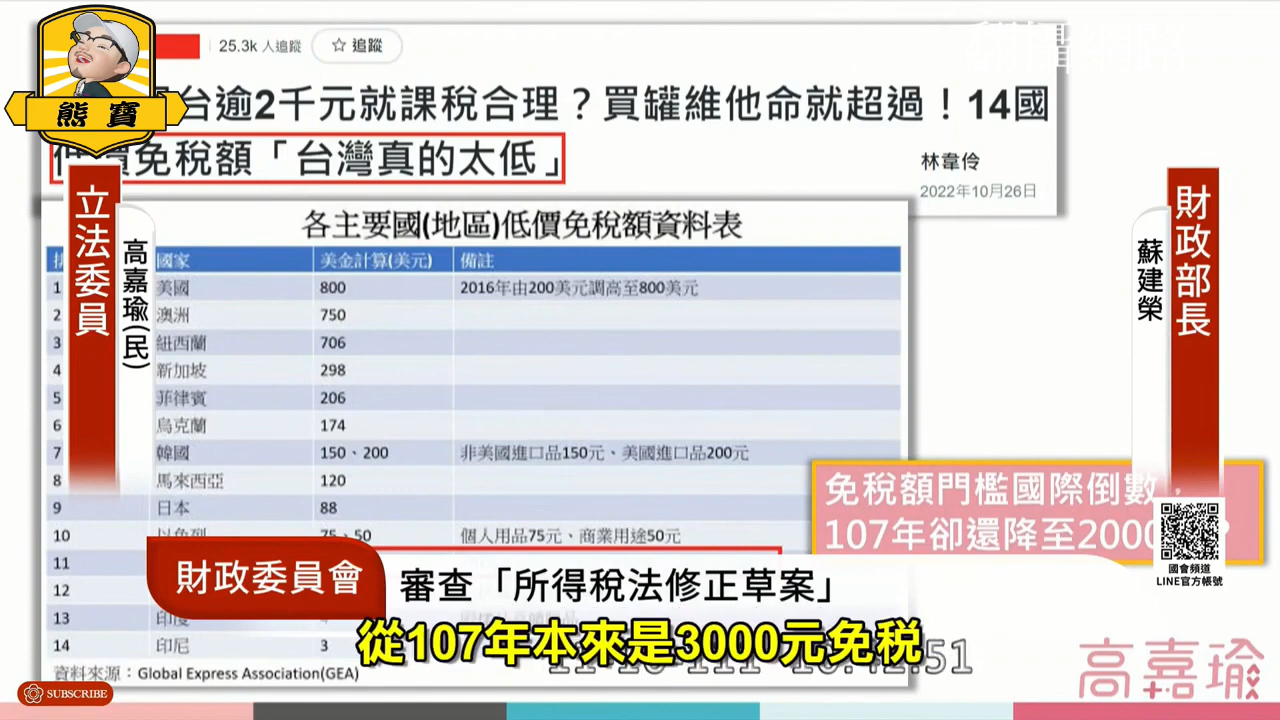 25.3k 人追蹤
☆ 追蹤
台逾2千元就課稅合理？買罐維他命就超過！14國
免稅額「台灣真的太低」
林韋伶
2022年10月26日
熊寶
立法委員
高嘉瑜(民)
財政部長
蘇建榮
各主要國(地區)低價免稅額資料表
國家 美金計算(美元) 備註
1 美國 800 2016年由200美元調高至800美元
2 澳洲 750
3 紐西蘭 706
4 新加坡 298
5 菲律賓 206
6 烏克蘭 174
7 韓國 150、200 非美國進口品150元、美國進口品200元
8 馬來西亞 120
9 日本 88
10 以色列 75、50 個人用品75元、商業用途50元
11
12
13 印度
14 印尼 3
資料來源：Global Express Association(GEA)
免稅額門檻國際倒數，
107年卻還降至2000
國會頻道
LINE官方帳號
財政委員會
審查「所得稅法修正草案」
從107年本來是3000元免稅
高嘉瑜
SUBSCRIBE